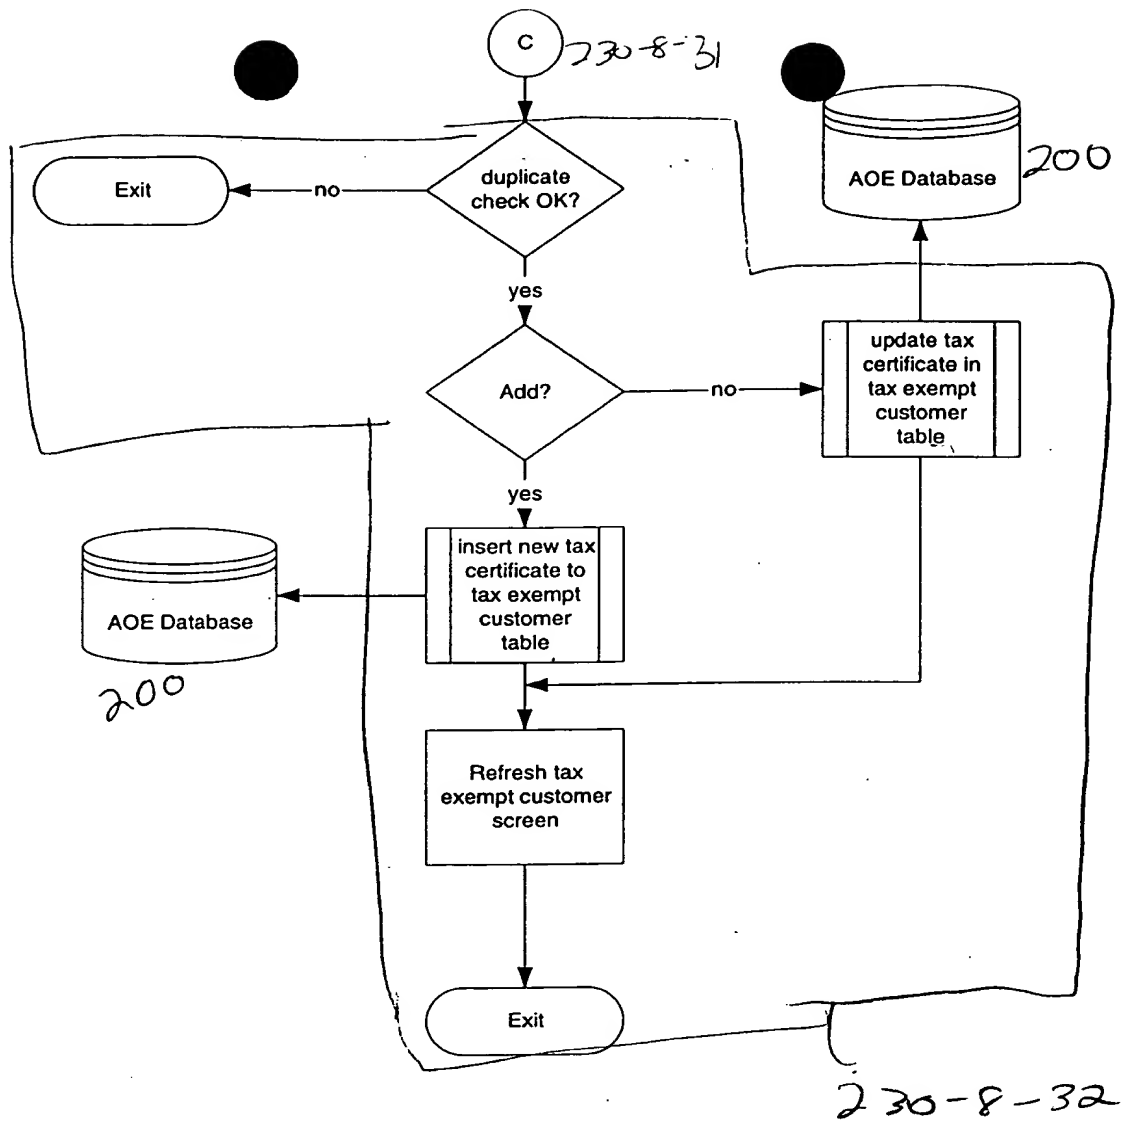 C
230-8-31
duplicate
check OK?
no
Exit
AOE Database
200
yes
Add?
no
update tax
certificate in
tax exempt
customer
table
yes
insert new tax
certificate to
tax exempt
customer
table
AOE Database
200
Refresh tax
exempt customer
screen
Exit
230-8-32